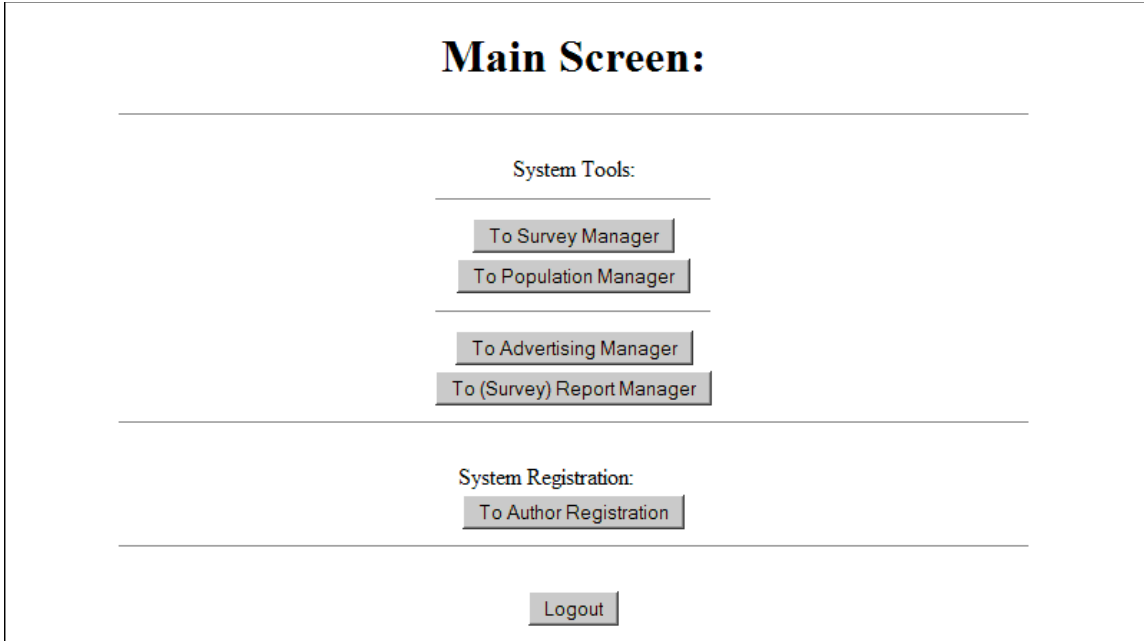 Main Screen:
System Tools:
To Survey Manager
To Population Manager
To Advertising Manager
To (Survey) Report Manager
System Registration:
To Author Registration
Logout